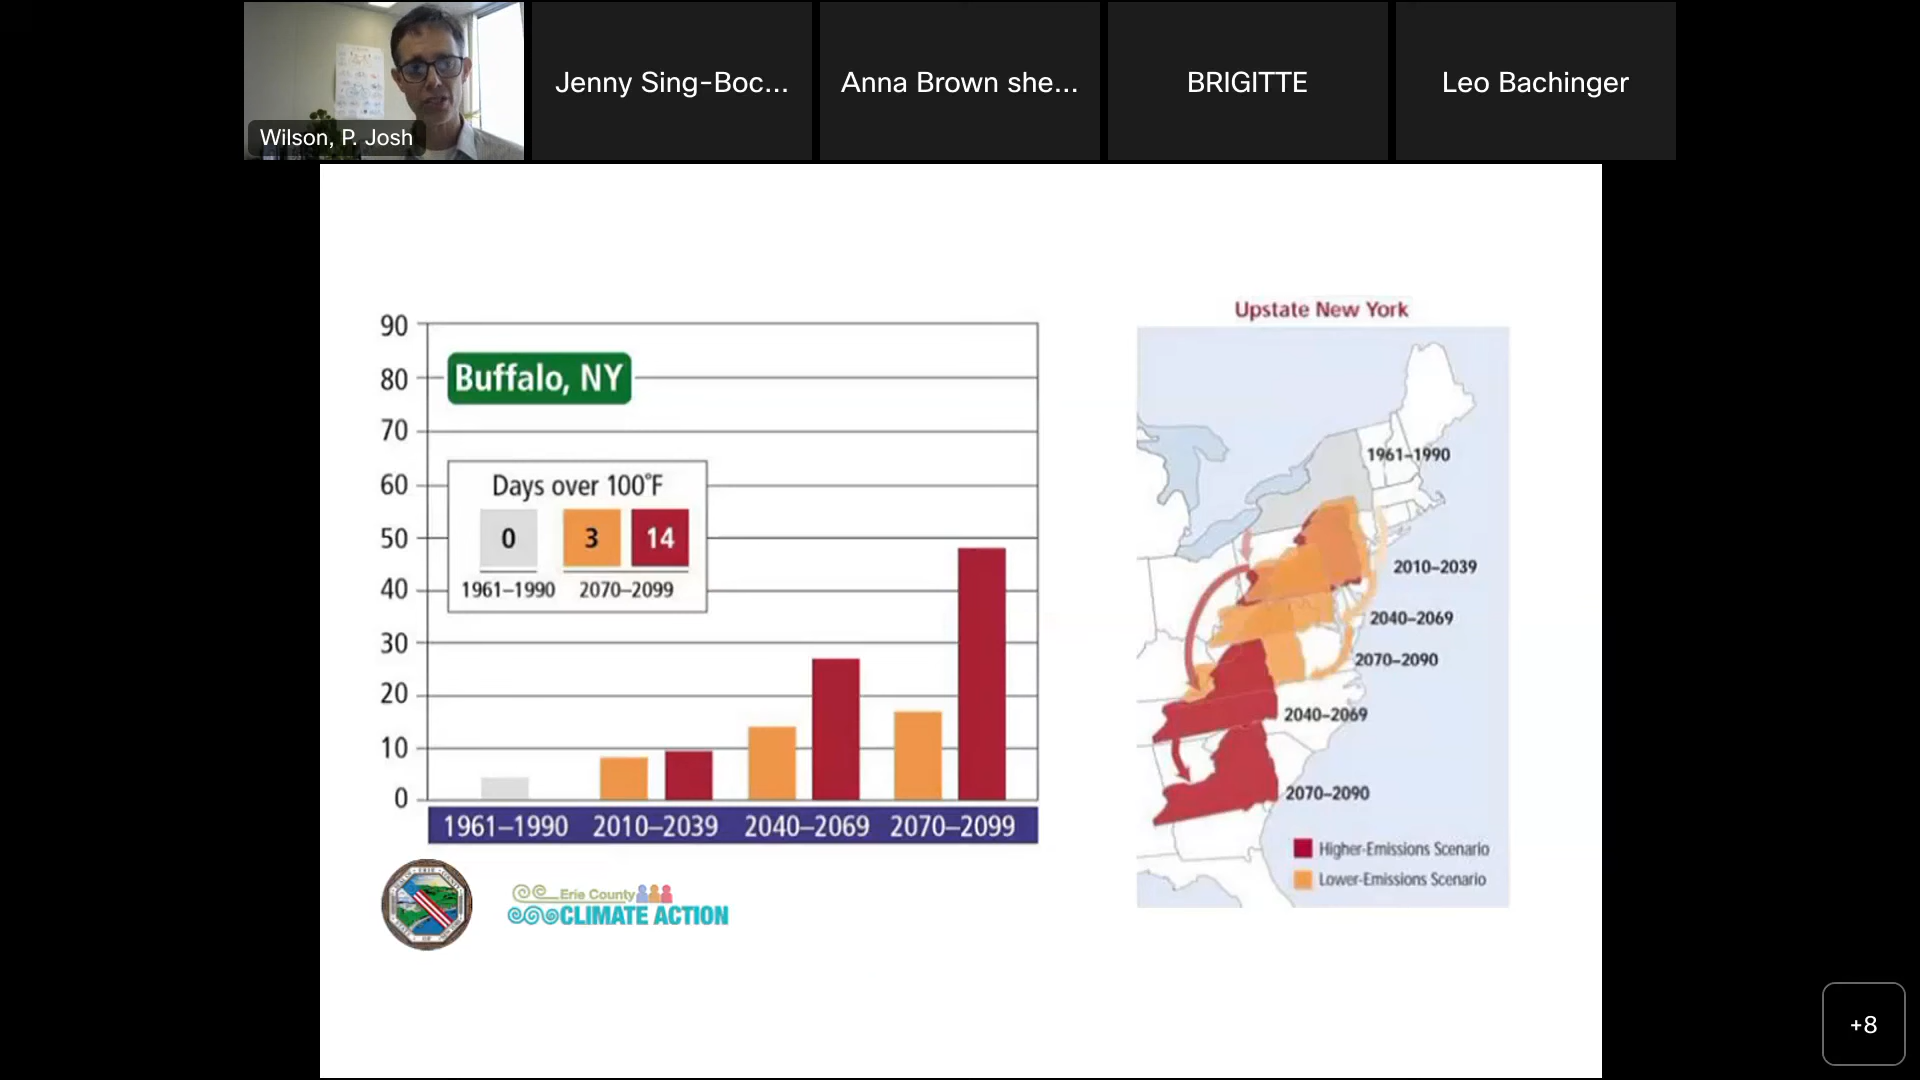 Wilson, P. Josh
Jenny Sing-Boc...
Anna Brown she...
BRIGITTE
Leo Bachinger
90
80
70
60
50
40
30
20
10
0
Buffalo, NY
Days over 100°F
0 3 14
1961–1990 2070–2099
1961–1990 2010–2039 2040–2069 2070–2099
Erie County
CLIMATE ACTION
Upstate New York
1961–1990
2010–2039
2040–2069
2070–2090
2040–2069
2070–2090
Higher-Emissions Scenario
Lower-Emissions Scenario
+8